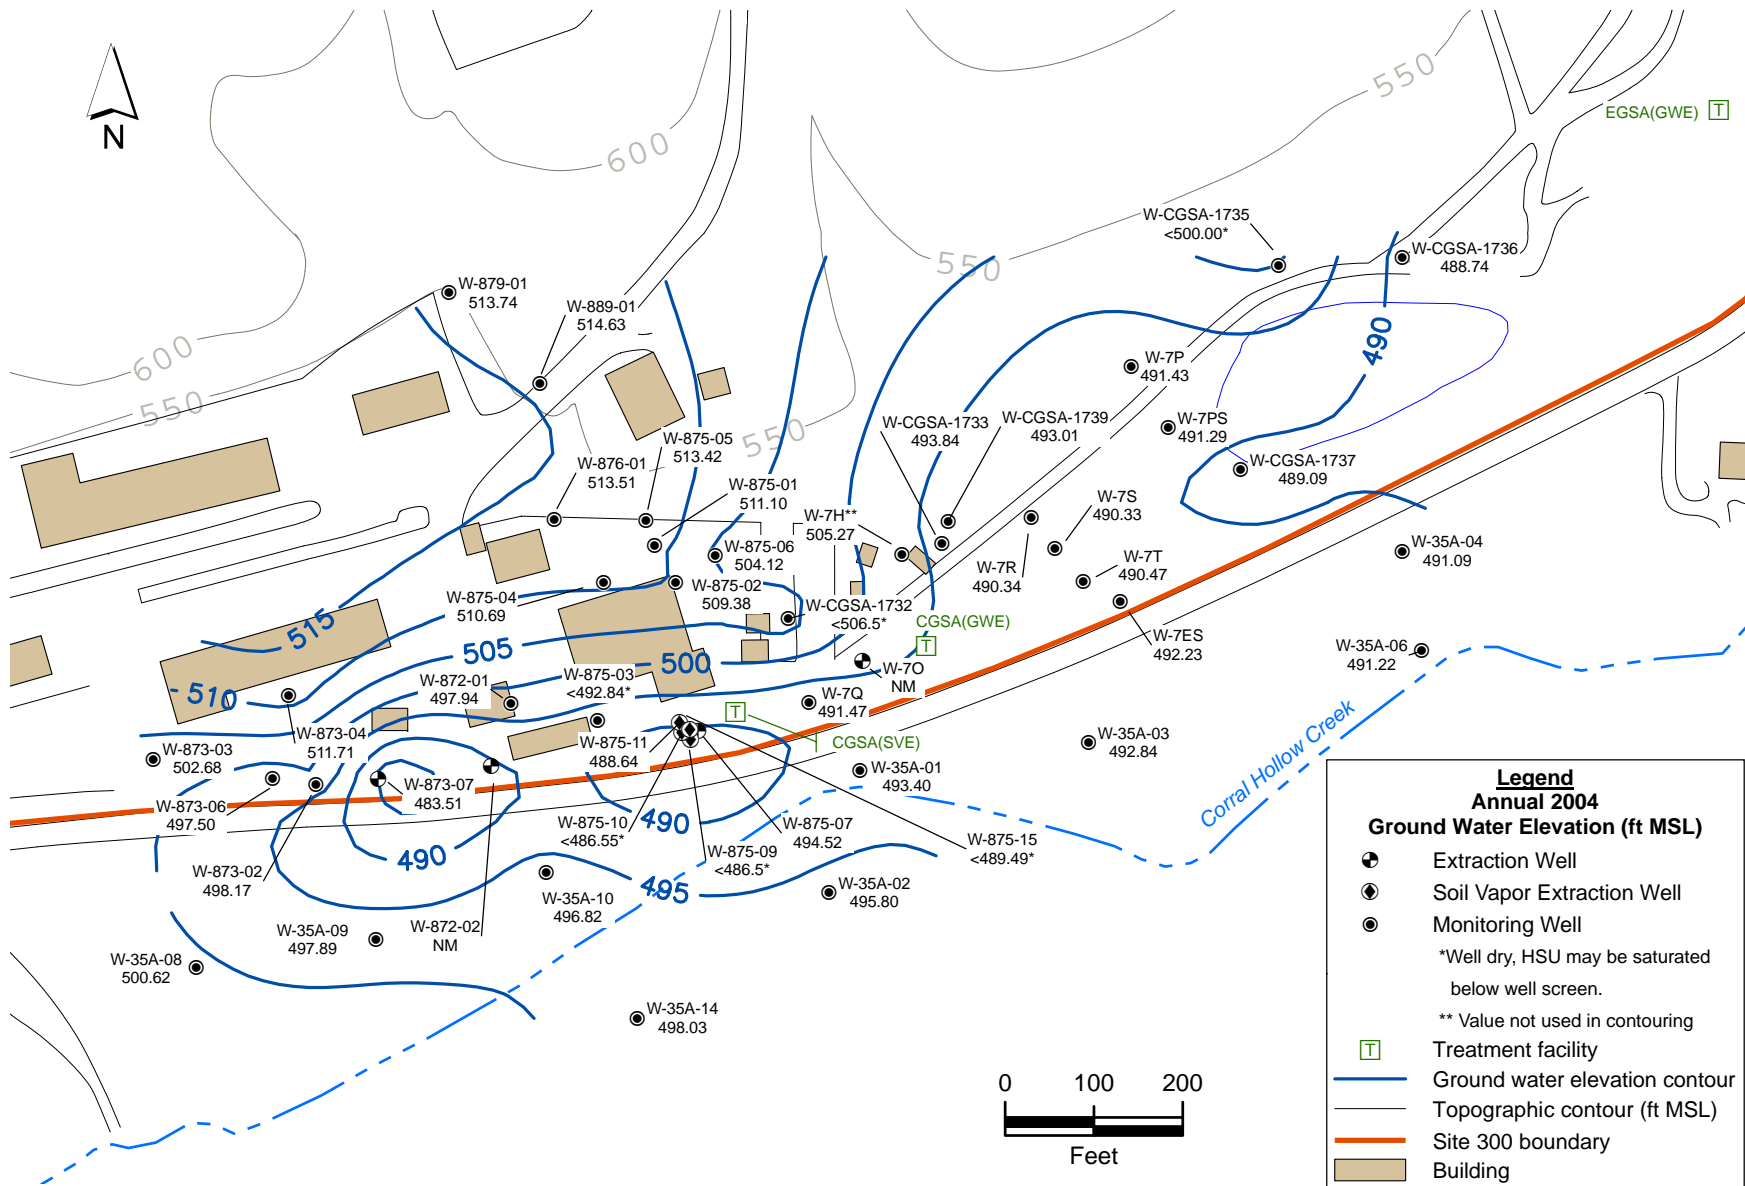 550
EGSA(GWE) T
600
N
W-CGSA-1735
<500.00*
W-CGSA-1736
488.74
550
W-879-01
513.74
W-889-01
514.63
600
490
W-7P
491.43
550
W-CGSA-1733
493.84
W-CGSA-1739
493.01
W-7PS
491.29
550
W-875-05
513.42
W-876-01
513.51
W-CGSA-1737
489.09
W-875-01
511.10
W-7S
490.33
W-7H**
505.27
W-875-06
504.12
W-35A-04
491.09
W-7R
490.34
W-7T
490.47
W-875-04
510.69
W-875-02
509.38
W-CGSA-1732
<506.5*
CGSA(GWE)
T
515
W-7ES
492.23
505
500
W-35A-06
491.22
W-872-01
497.94
W-875-03
<492.84*
W-7O
NM
510
W-7Q
491.47
T
W-873-04
511.71
W-873-03
502.68
W-875-11
488.64
CGSA(SVE)
W-35A-03
492.84
Corral Hollow Creek
W-35A-01
493.40
W-873-07
483.51
W-873-06
497.50
W-875-10
<486.55*
490
W-875-07
494.52
W-875-15
<489.49*
W-875-09
<486.5*
490
W-873-02
498.17
495
W-35A-02
495.80
W-35A-10
496.82
W-35A-09
497.89
W-872-02
NM
W-35A-08
500.62
W-35A-14
498.03
0 100 200
Feet
Legend
Annual 2004
Ground Water Elevation (ft MSL)
Extraction Well
Soil Vapor Extraction Well
Monitoring Well
*Well dry, HSU may be saturated
below well screen.
** Value not used in contouring
T Treatment facility
Ground water elevation contour
Topographic contour (ft MSL)
Site 300 boundary
Building